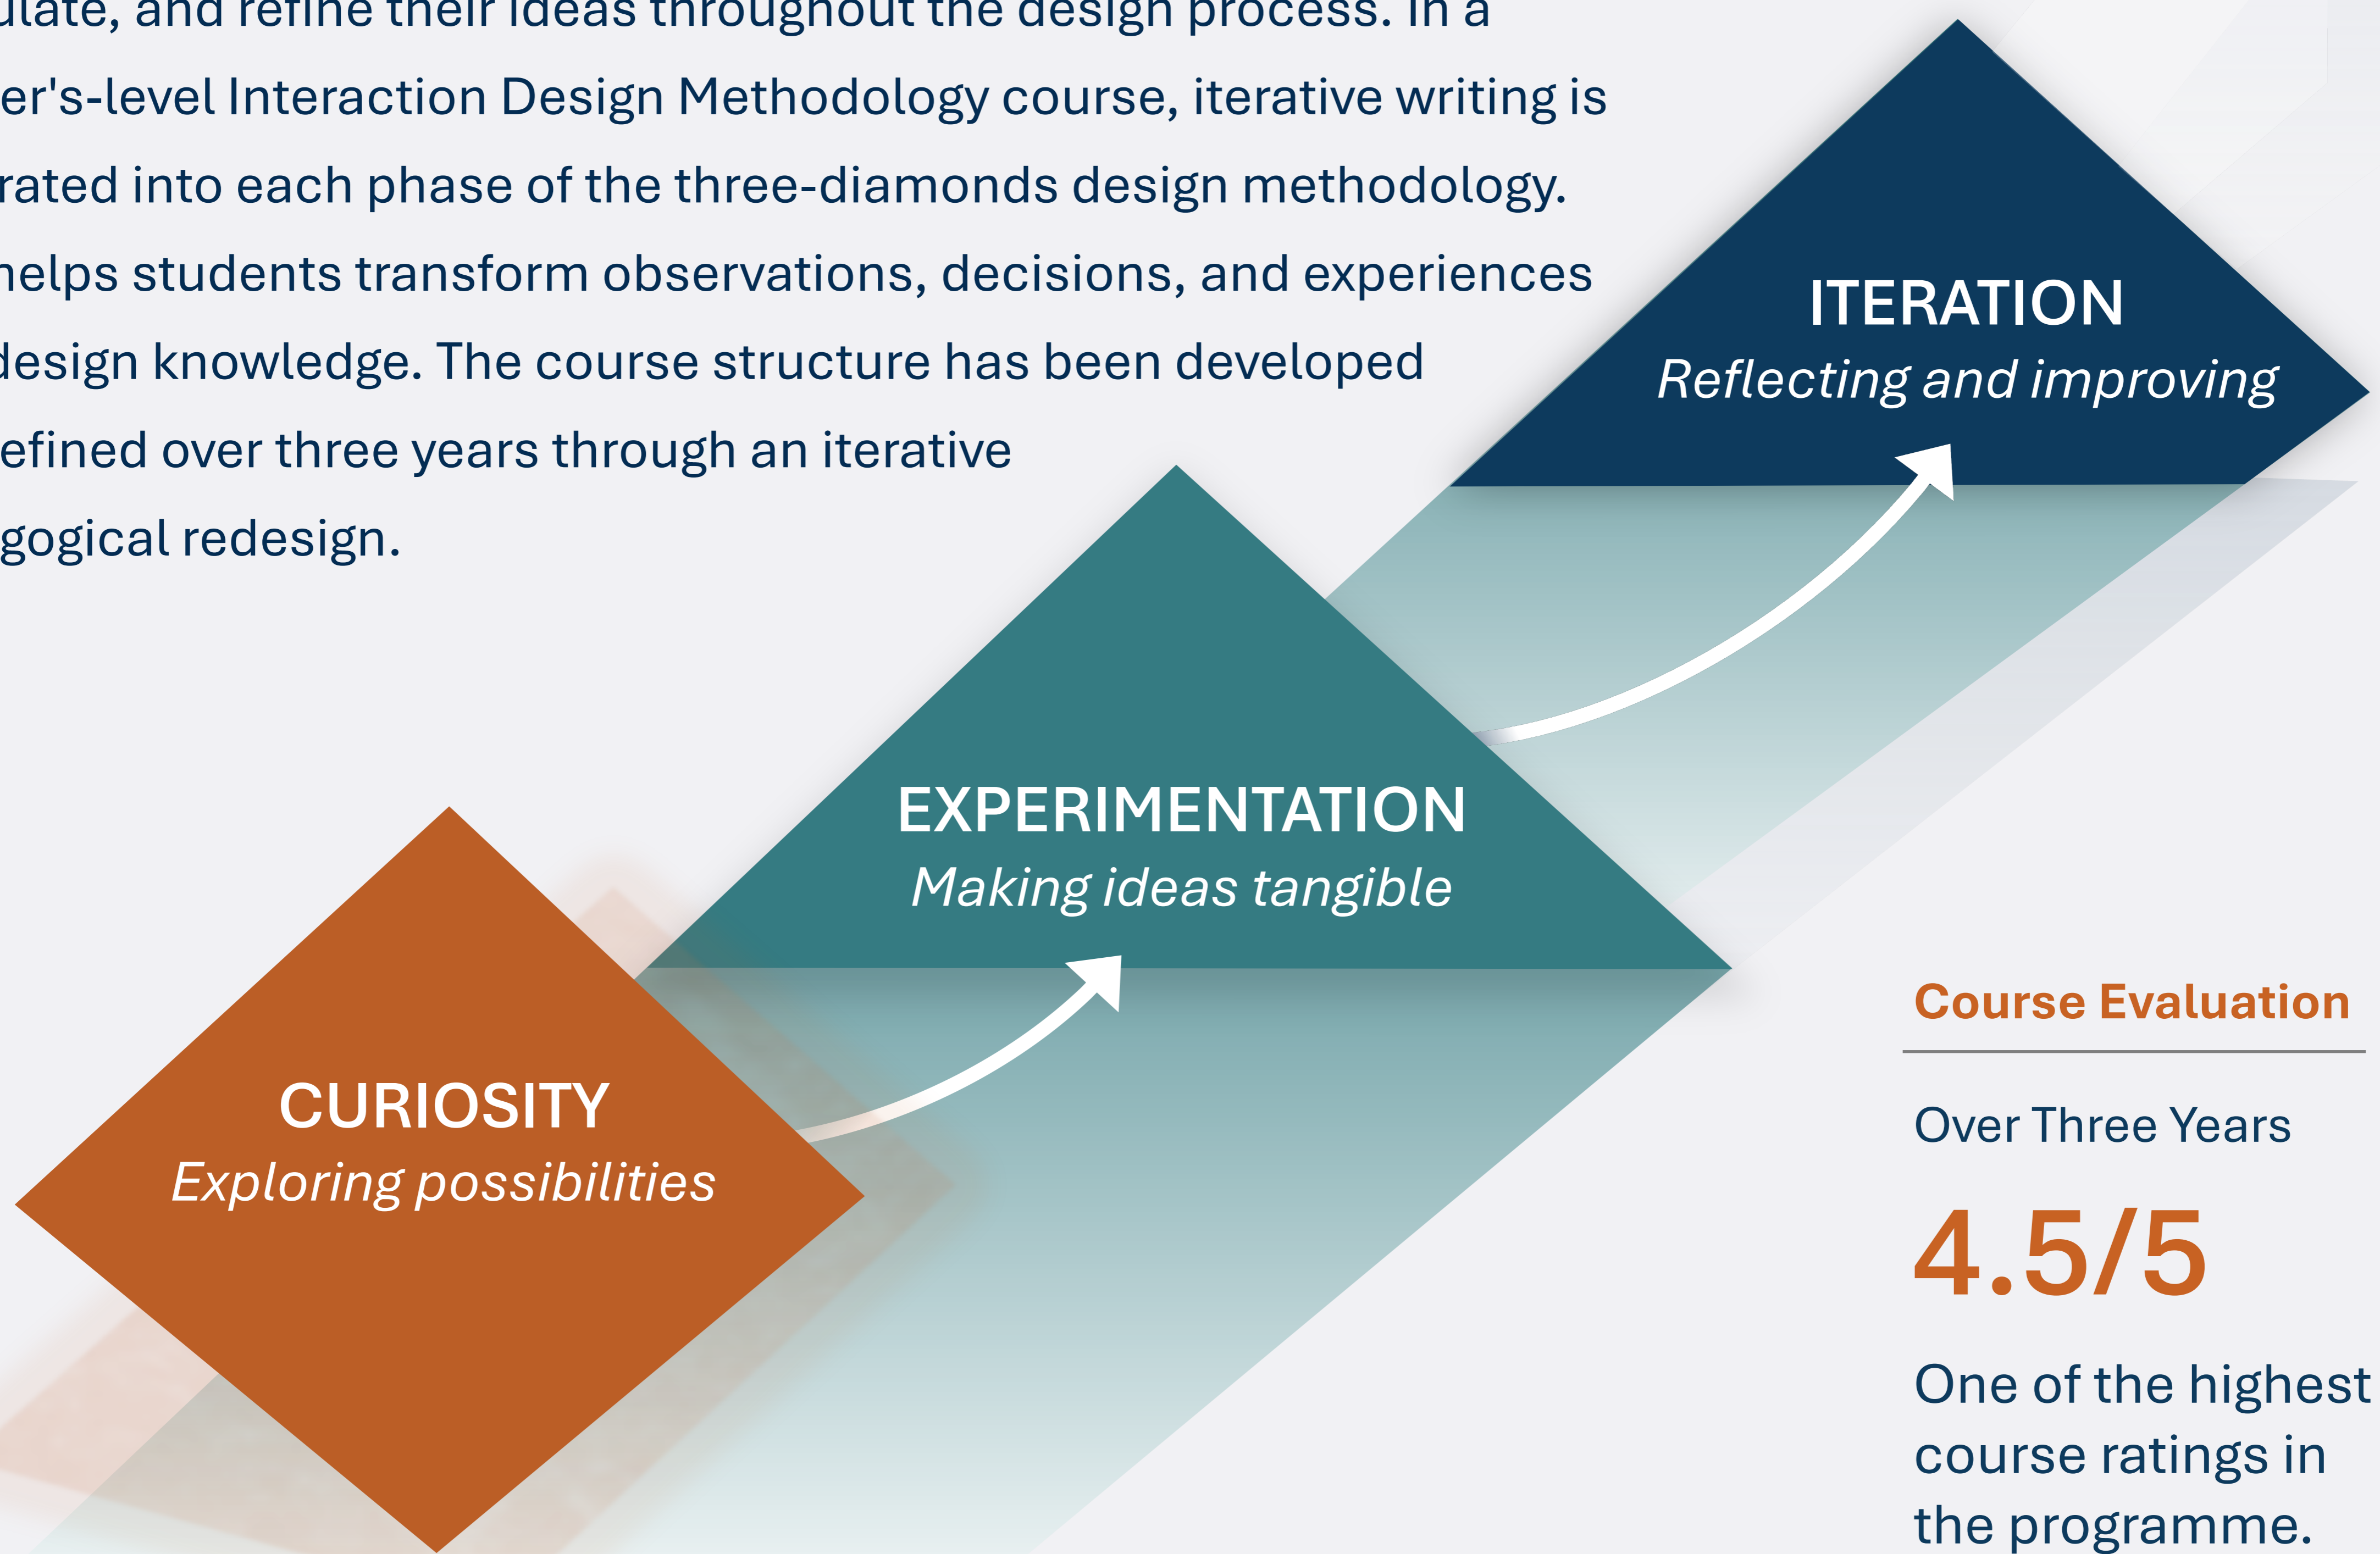 ulate, and refine their ideas throughout the design process. In a
er's-level Interaction Design Methodology course, iterative writing is
rated into each phase of the three-diamonds design methodology.
helps students transform observations, decisions, and experiences
design knowledge. The course structure has been developed
efined over three years through an iterative
gogical redesign.
ITERATION
Reflecting and improving
EXPERIMENTATION
Making ideas tangible
CURIOSITY
Exploring possibilities
Course Evaluation
Over Three Years
4.5/5
One of the highest
course ratings in
the programme.